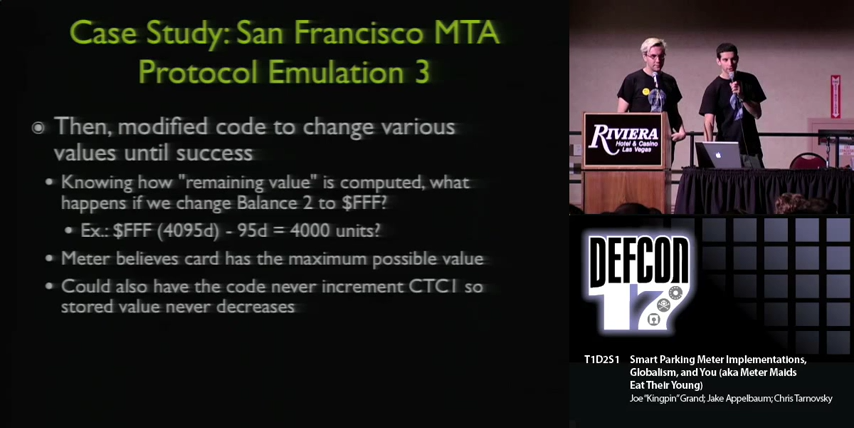 Case Study: San Francisco MTA
Protocol Emulation 3
Then, modified code to change various
values until success
Knowing how "remaining value" is computed, what
happens if we change Balance 2 to $FFF?
Ex.: $FFF (4095d) - 95d = 4000 units?
Meter believes card has the maximum possible value
Could also have the code never increment CTC1 so
stored value never decreases
RIVIERA
Hotel & Casino
Las Vegas
DEFCON
17
T1D2S1 Smart Parking Meter Implementations,
Globalism, and You (aka Meter Maids
Eat Their Young)
Joe "Kingpin" Grand; Jake Appelbaum; Chris Tarnovsky